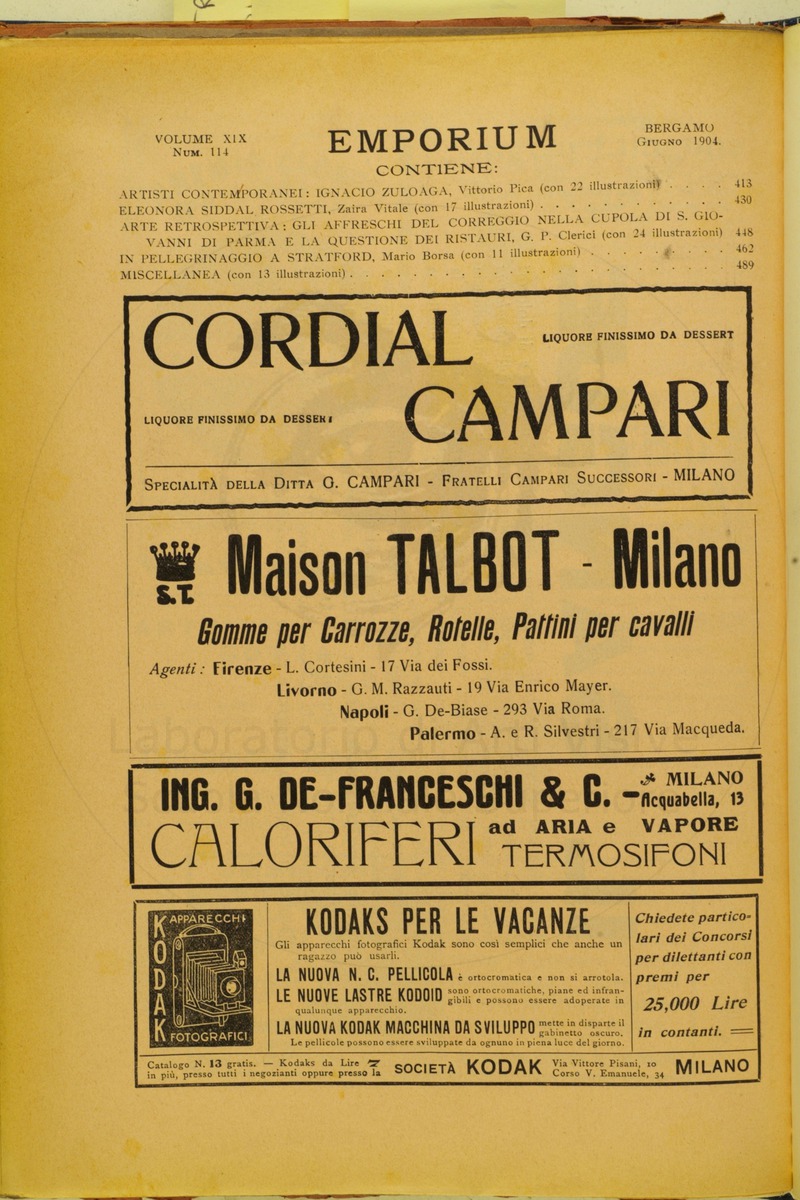 VOLUME XIX
NUM. 114
EMPORIUM
BERGAMO
GIUGNO 1904.
CONTIENE:
ARTISTI CONTEMPORANEI: IGNACIO ZULOAGA, Vittorio Pica (con 22 illustrazioni) . . . . 413
ELEONORA SIDDAL ROSSETTI, Zaira Vitale (con 17 illustrazioni) . . . . . . . . . . 430
ARTE RETROSPETTIVA: GLI AFFRESCHI DEL CORREGGIO NELLA CUPOLA DI S. GIO-
VANNI DI PARMA E LA QUESTIONE DEI RISTAURI, G. P. Clerici (con 24 illustrazioni) 448
IN PELLEGRINAGGIO A STRATFORD, Mario Borsa (con 11 illustrazioni) . . . . . . . 462
MISCELLANEA (con 13 illustrazioni) . . . . . . . . . . . . . . . . . . . 489
CORDIAL
LIQUORE FINISSIMO DA DESSERT
LIQUORE FINISSIMO DA DESSERT
CAMPARI
SPECIALITÀ DELLA DITTA G. CAMPARI - FRATELLI CAMPARI SUCCESSORI - MILANO
S.T.
Maison TALBOT - Milano
Gomme per Carrozze, Rotelle, Pattini per cavalli
Agenti: Firenze - L. Cortesini - 17 Via dei Fossi.
Livorno - G. M. Razzauti - 19 Via Enrico Mayer.
Napoli - G. De-Biase - 293 Via Roma.
Palermo - A. e R. Silvestri - 217 Via Macqueda.
ING. G. DE-FRANCESCHI & C. - MILANO
Acquabella, 13
CALORIFERI ad ARIA e VAPORE
TERMOSIFONI
KODAK
APPARECCHI
FOTOGRAFICI
KODAKS PER LE VACANZE
Gli apparecchi fotografici Kodak sono così semplici che anche un
ragazzo può usarli.
LA NUOVA N. C. PELLICOLA è ortocromatica e non si arrotola.
LE NUOVE LASTRE KODOID sono ortocromatiche, piane ed infran-
gibili e possono essere adoperate in
qualunque apparecchio.
LA NUOVA KODAK MACCHINA DA SVILUPPO mette in disparte il
gabinetto oscuro.
Le pellicole possono essere sviluppate da ognuno in piena luce del giorno.
Chiedete partico-
lari dei Concorsi
per dilettanti con
premi per
25,000 Lire
in contanti.
Catalogo N. 13 gratis. — Kodaks da Lire 7
in più, presso tutti i negozianti oppure presso la
SOCIETÀ KODAK
Via Vittore Pisani, 10
Corso V. Emanuele, 34
MILANO